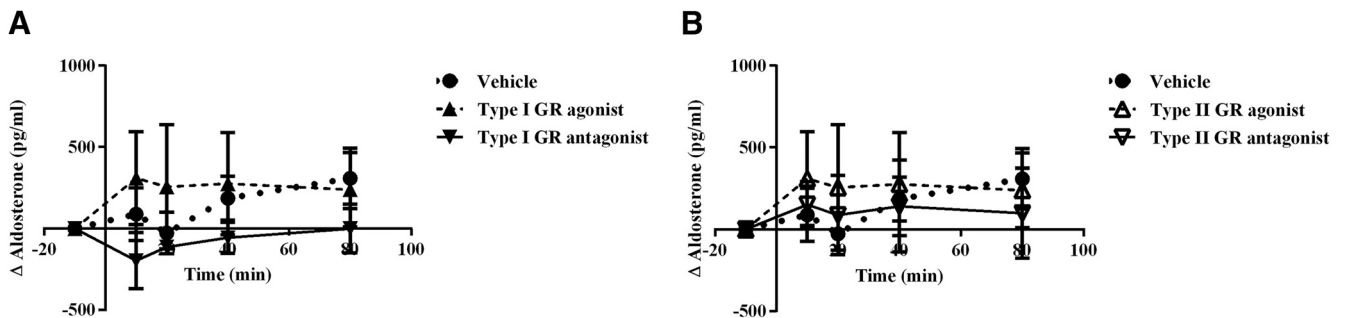 A
1000
500
-500
-20
20
40
60
80
100
Δ Aldosterone (pg/ml)
Time (min)
Vehicle
Type I GR agonist
Type I GR antagonist
B
1000
500
-500
-20
20
40
60
80
100
Δ Aldosterone (pg/ml)
Time (min)
Vehicle
Type II GR agonist
Type II GR antagonist